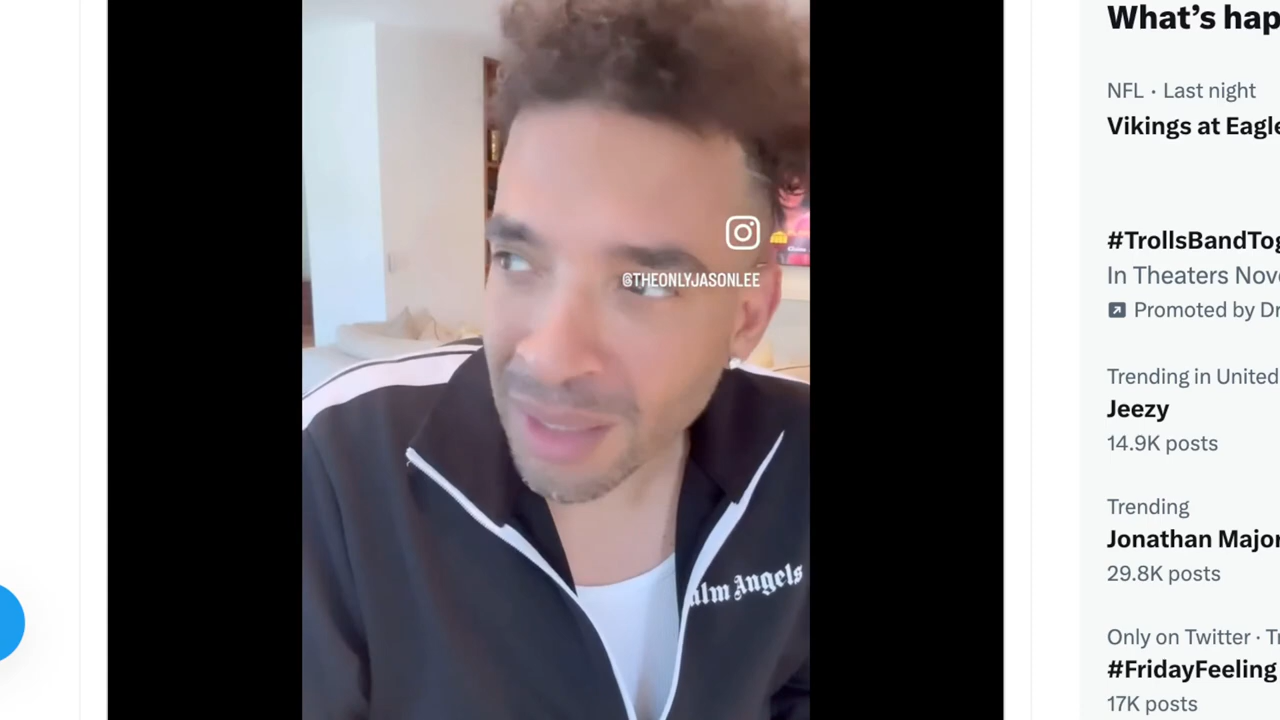 @THEONLYJASONLEE
alm Angels
What's hap
NFL · Last night
Vikings at Eagle
#TrollsBandTog
In Theaters Nove
Promoted by Dr
Trending in United
Jeezy
14.9K posts
Trending
Jonathan Major
29.8K posts
Only on Twitter · Tr
#FridayFeeling
17K posts